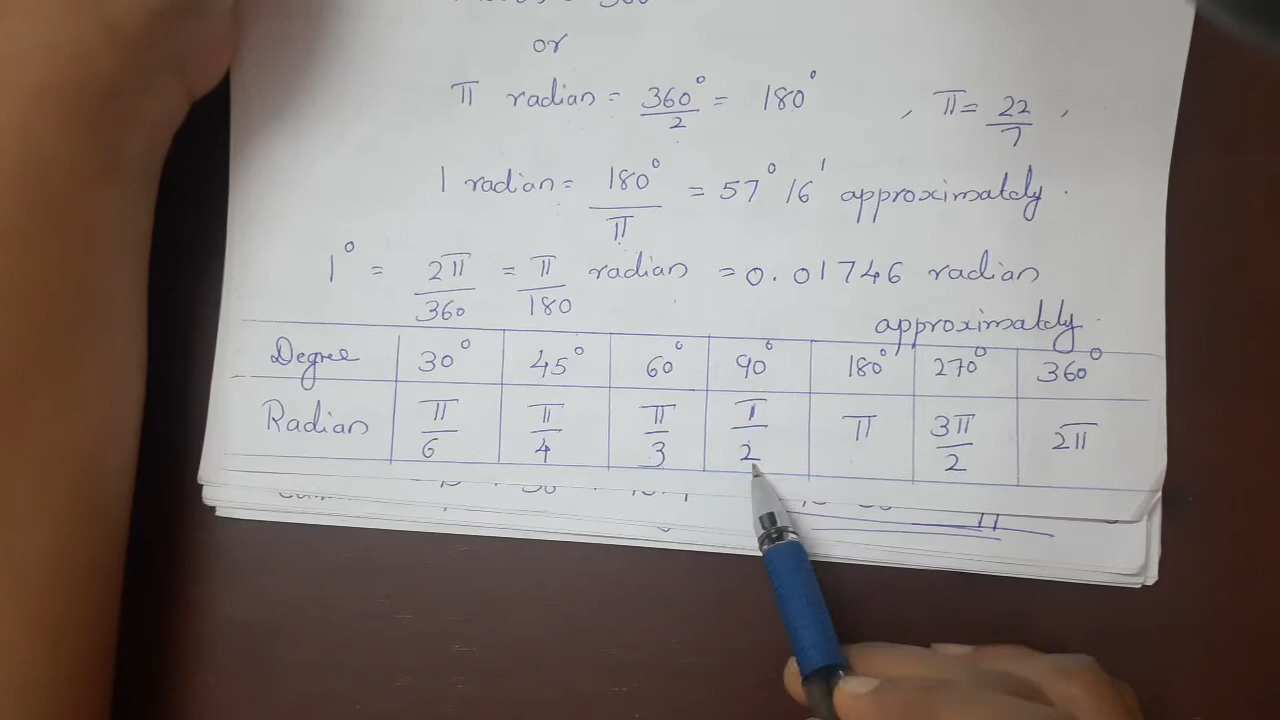 or
π radian = 360°/2 = 180° , π = 22/7 ,
1 radian = 180°/π = 57° 16' approximately.
1° = 2π/360 = π/180 radian = 0.01746 radian
approximately.
Degree 30° 45° 60° 90° 180° 270° 360°
Radian π/6 π/4 π/3 π/2 π 3π/2 2π